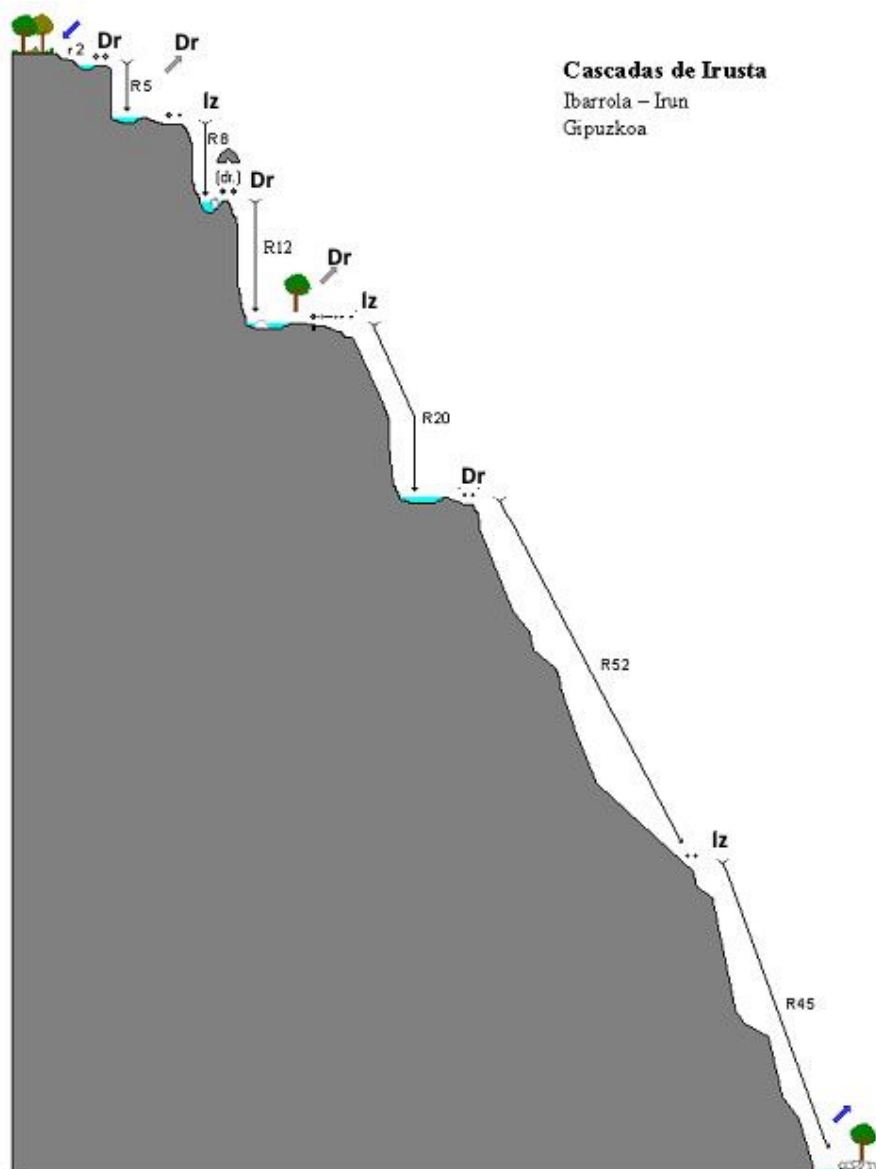 Cascadas de Irusta
Ibarrola – Irun
Gipuzkoa
r 2
Dr
Dr
R5
Iz
R8
(dr.)
Dr
R12
Dr
Iz
R20
Dr
R52
Iz
R45